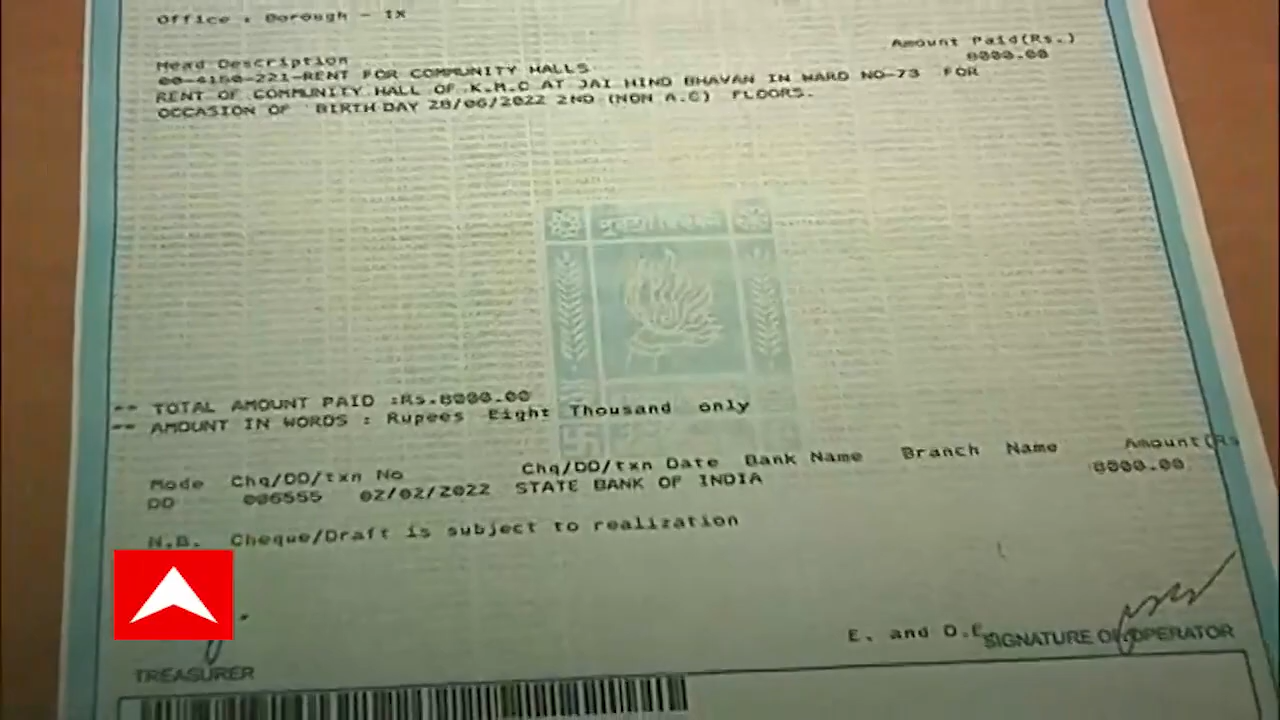 Office : Borough - IX
Amount Paid(Rs.)
Head Description
8000.00
00-4150-221-RENT FOR COMMUNITY HALLS
RENT OF COMMUNITY HALL OF K.M.C AT JAI HIND BHAVAN IN WARD NO-73 FOR
OCCASION OF BIRTH DAY 28/06/2022 2ND (NON A.C) FLOORS.
-- TOTAL AMOUNT PAID :Rs.8000.00
-- AMOUNT IN WORDS : Rupees Eight Thousand only
Mode Chq/DD/txn No Chq/DD/txn Date Bank Name Branch Name Amount(Rs
DD 006555 02/02/2022 STATE BANK OF INDIA 8000.00
N.B. Cheque/Draft is subject to realization
E. and O.E.
SIGNATURE OF OPERATOR
TREASURER